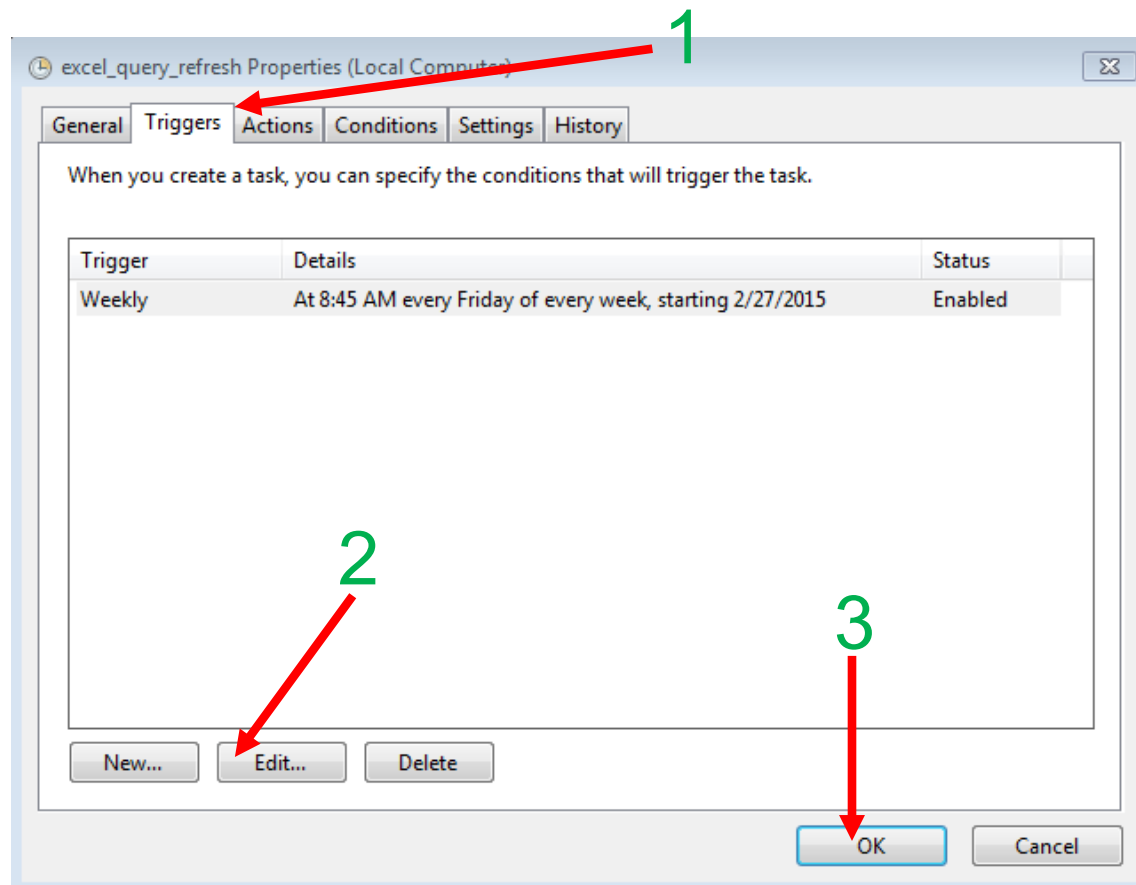 1
excel_query_refresh Properties (Local Computer)
General Triggers Actions Conditions Settings History
When you create a task, you can specify the conditions that will trigger the task.
Trigger Details Status
Weekly At 8:45 AM every Friday of every week, starting 2/27/2015 Enabled
2
3
New... Edit... Delete
OK Cancel